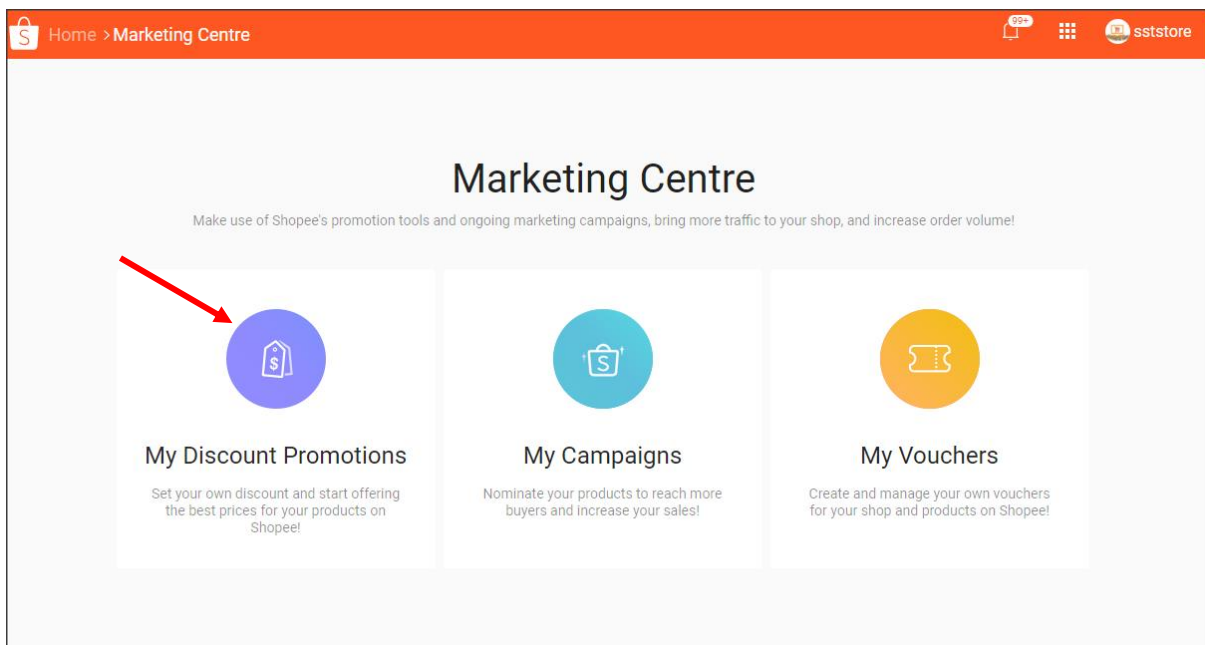 Home > Marketing Centre
99+
sststore
Marketing Centre
Make use of Shopee's promotion tools and ongoing marketing campaigns, bring more traffic to your shop, and increase order volume!
$
S
My Discount Promotions
Set your own discount and start offering
the best prices for your products on
Shopee!
My Campaigns
Nominate your products to reach more
buyers and increase your sales!
My Vouchers
Create and manage your own vouchers
for your shop and products on Shopee!